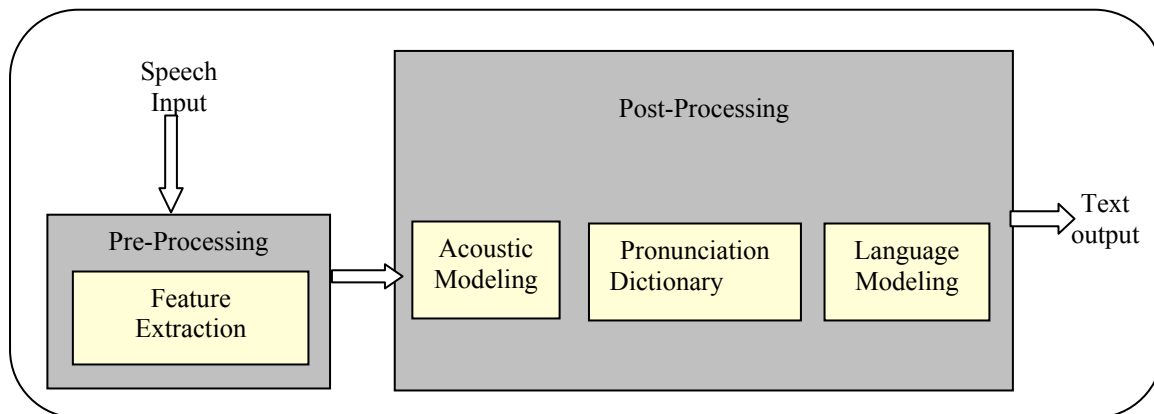 Speech
Input
Pre-Processing
Feature
Extraction
Post-Processing
Acoustic
Modeling
Pronunciation
Dictionary
Language
Modeling
Text
output